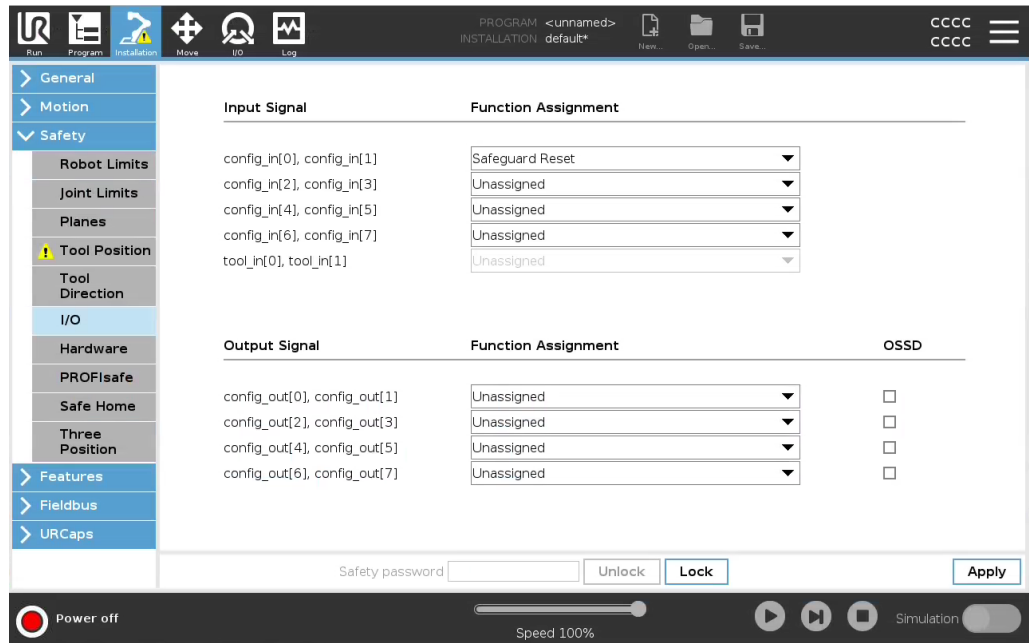 PROGRAM <unnamed>
INSTALLATION default*
CCCC
CCCC
Run
Program
Installation
Move
I/O
Log
New...
Open...
Save...
General
Motion
Safety
Robot Limits
Joint Limits
Planes
Tool Position
Tool
Direction
I/O
Hardware
PROFIsafe
Safe Home
Three
Position
Features
Fieldbus
URCaps
Input Signal Function Assignment
config_in[0], config_in[1] Safeguard Reset
config_in[2], config_in[3] Unassigned
config_in[4], config_in[5] Unassigned
config_in[6], config_in[7] Unassigned
tool_in[0], tool_in[1] Unassigned
Output Signal Function Assignment OSSD
config_out[0], config_out[1] Unassigned
config_out[2], config_out[3] Unassigned
config_out[4], config_out[5] Unassigned
config_out[6], config_out[7] Unassigned
Safety password Unlock Lock Apply
Power off
Speed 100%
Simulation